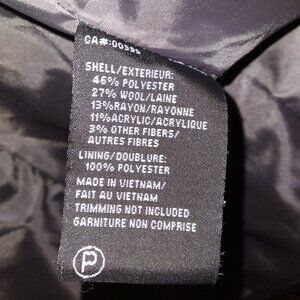 CA#:00399
SHELL/EXTERIEUR:
46% POLYESTER
27% WOOL/LAINE
13%RAYON/RAYONNE
11%ACRYLIC/ACRYLIQUE
3% OTHER FIBERS/
AUTRES FIBRES
LINING/DOUBLURE:
100% POLYESTER
MADE IN VIETNAM/
FAIT AU VIETNAM
TRIMMING NOT INCLUDED
GARNITURE NON COMPRISE
P